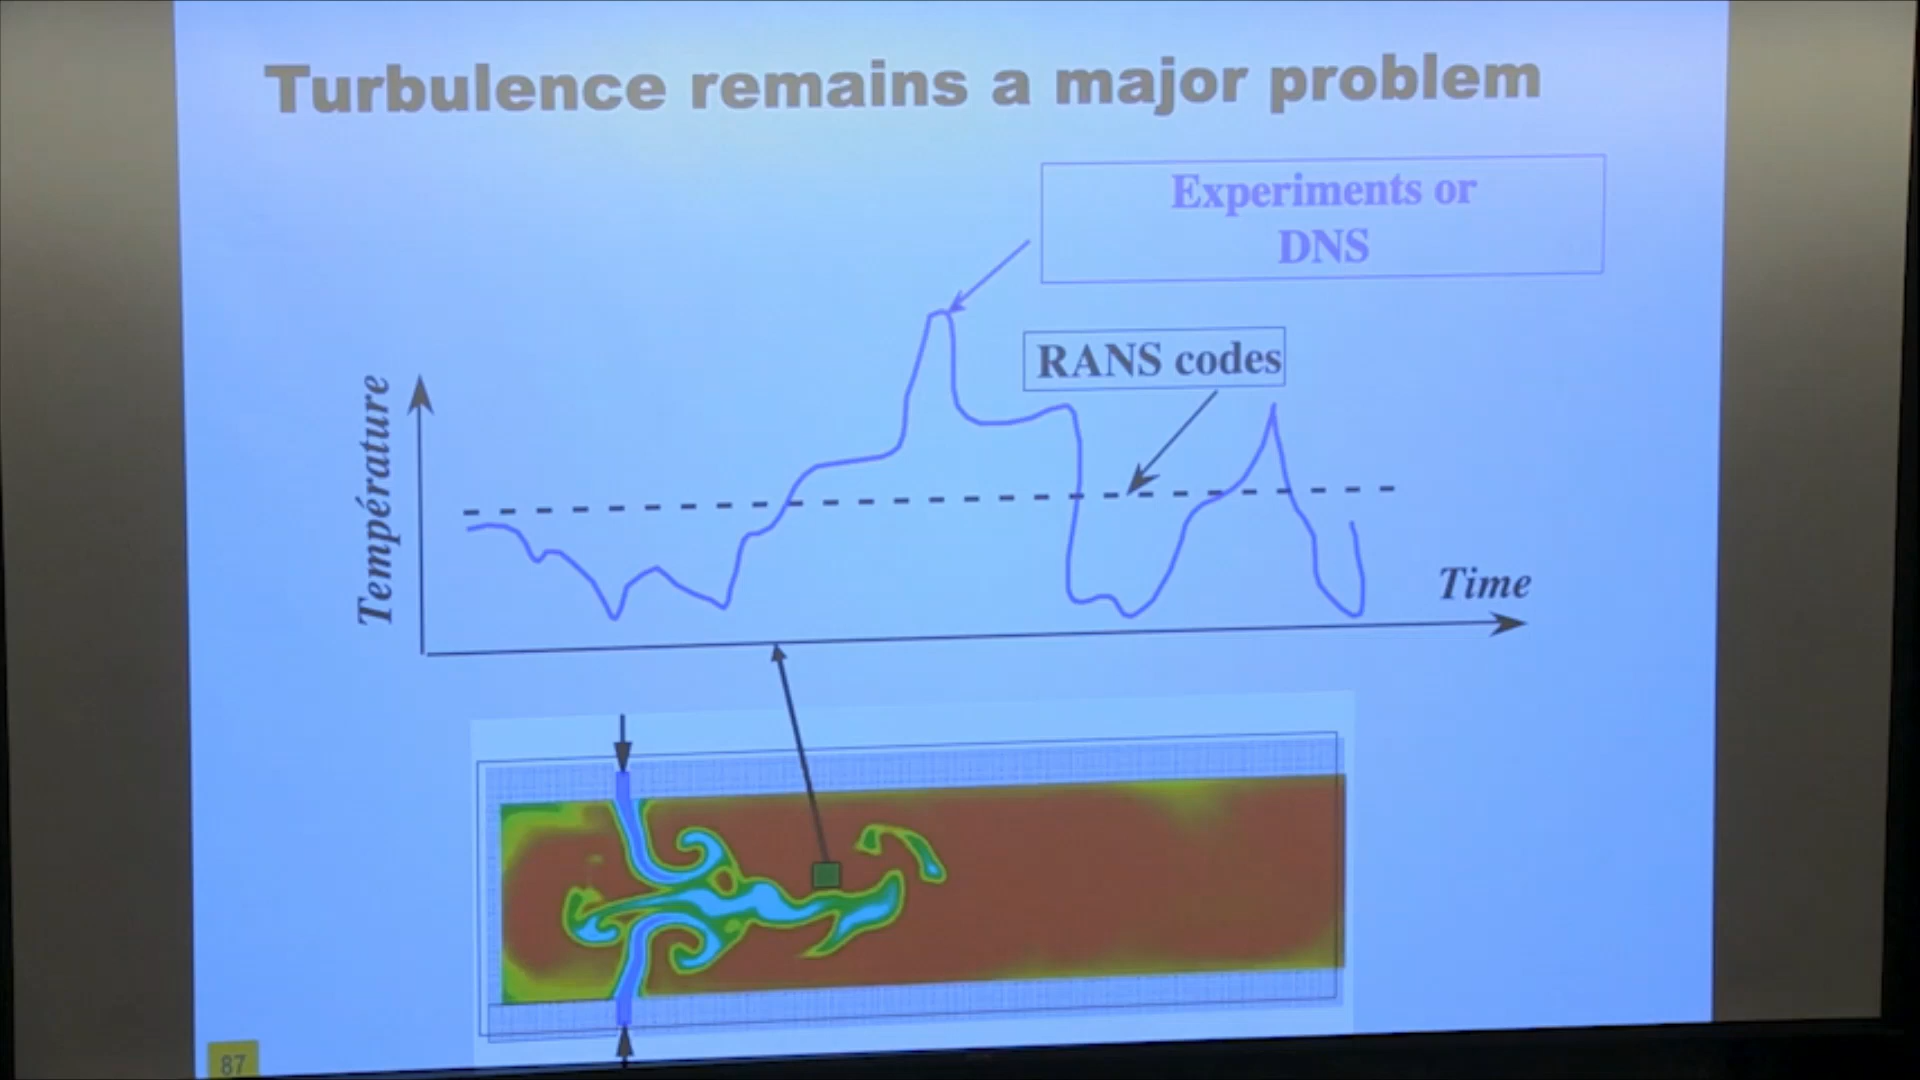 Turbulence remains a major problem
Experiments or
DNS
RANS codes
Température
Time
87